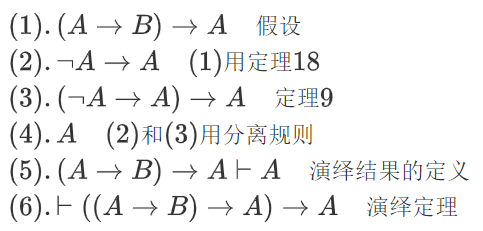 (1). (A → B) → A 假设
(2). ¬A → A (1)用定理18
(3). (¬A → A) → A 定理9
(4). A (2)和(3)用分离规则
(5). (A → B) → A ⊢ A 演绎结果的定义
(6). ⊢ ((A → B) → A) → A 演绎定理